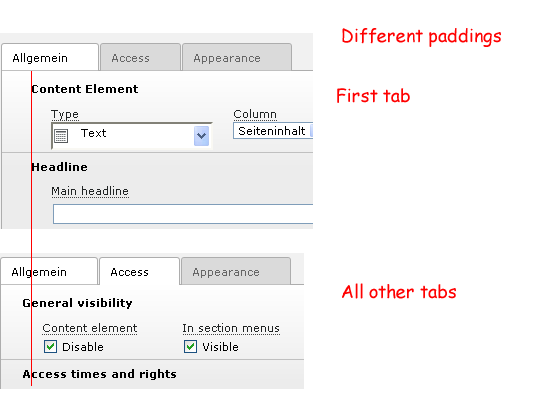 Different paddings
Allgemein Access Appearance
Content Element
First tab
Type Column
Text Seiteninhalt
Headline
Main headline
Allgemein Access Appearance
All other tabs
General visibility
Content element In section menus
Disable Visible
Access times and rights